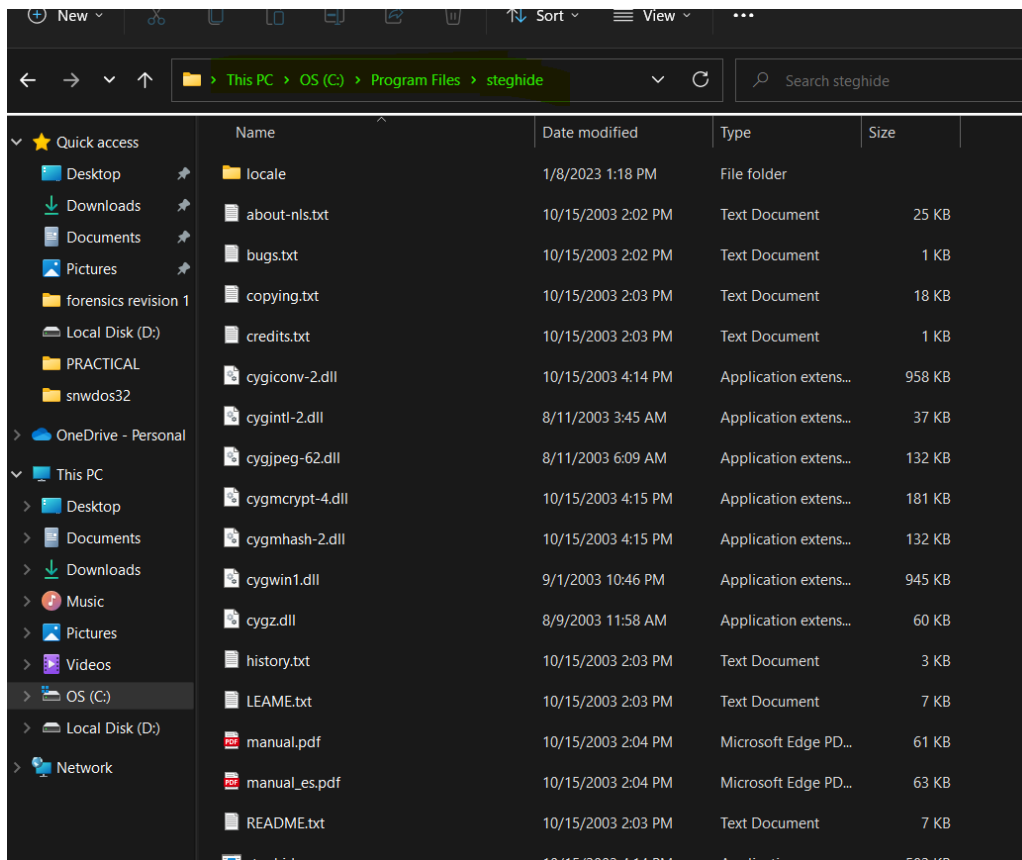 New Sort View •••
This PC > OS (C:) > Program Files > steghide Search steghide
Name Date modified Type Size
Quick access
Desktop
Downloads
Documents
Pictures
forensics revision 1
Local Disk (D:)
PRACTICAL
snwdos32
OneDrive - Personal
This PC
Desktop
Documents
Downloads
Music
Pictures
Videos
OS (C:)
Local Disk (D:)
Network
locale 1/8/2023 1:18 PM File folder
about-nls.txt 10/15/2003 2:02 PM Text Document 25 KB
bugs.txt 10/15/2003 2:02 PM Text Document 1 KB
copying.txt 10/15/2003 2:03 PM Text Document 18 KB
credits.txt 10/15/2003 2:03 PM Text Document 1 KB
cygiconv-2.dll 10/15/2003 4:14 PM Application extens... 958 KB
cygintl-2.dll 8/11/2003 3:45 AM Application extens... 37 KB
cygjpeg-62.dll 8/11/2003 6:09 AM Application extens... 132 KB
cygmcrypt-4.dll 10/15/2003 4:15 PM Application extens... 181 KB
cygmhash-2.dll 10/15/2003 4:15 PM Application extens... 132 KB
cygwin1.dll 9/1/2003 10:46 PM Application extens... 945 KB
cygz.dll 8/9/2003 11:58 AM Application extens... 60 KB
history.txt 10/15/2003 2:03 PM Text Document 3 KB
LEAME.txt 10/15/2003 2:03 PM Text Document 7 KB
manual.pdf 10/15/2003 2:04 PM Microsoft Edge PD... 61 KB
manual_es.pdf 10/15/2003 2:04 PM Microsoft Edge PD... 63 KB
README.txt 10/15/2003 2:03 PM Text Document 7 KB